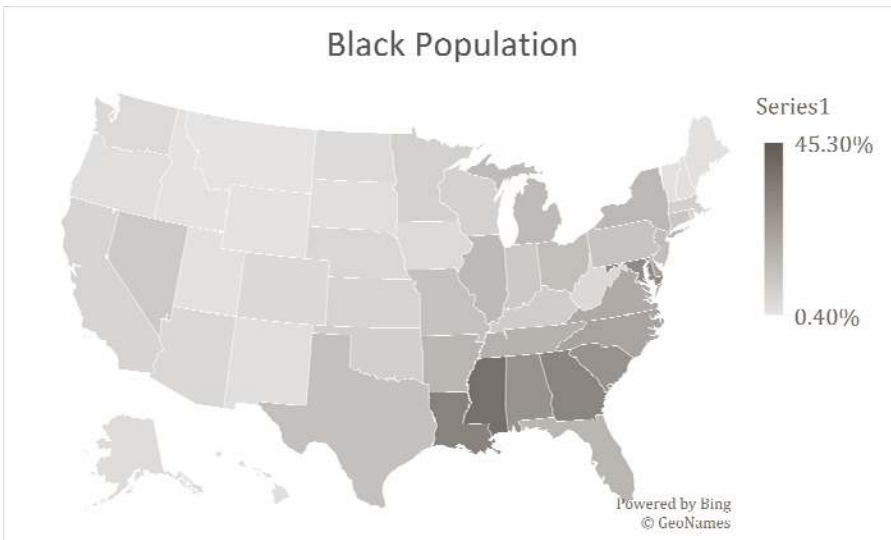 Black Population
Series1
45.30%
0.40%
Powered by Bing
© GeoNames